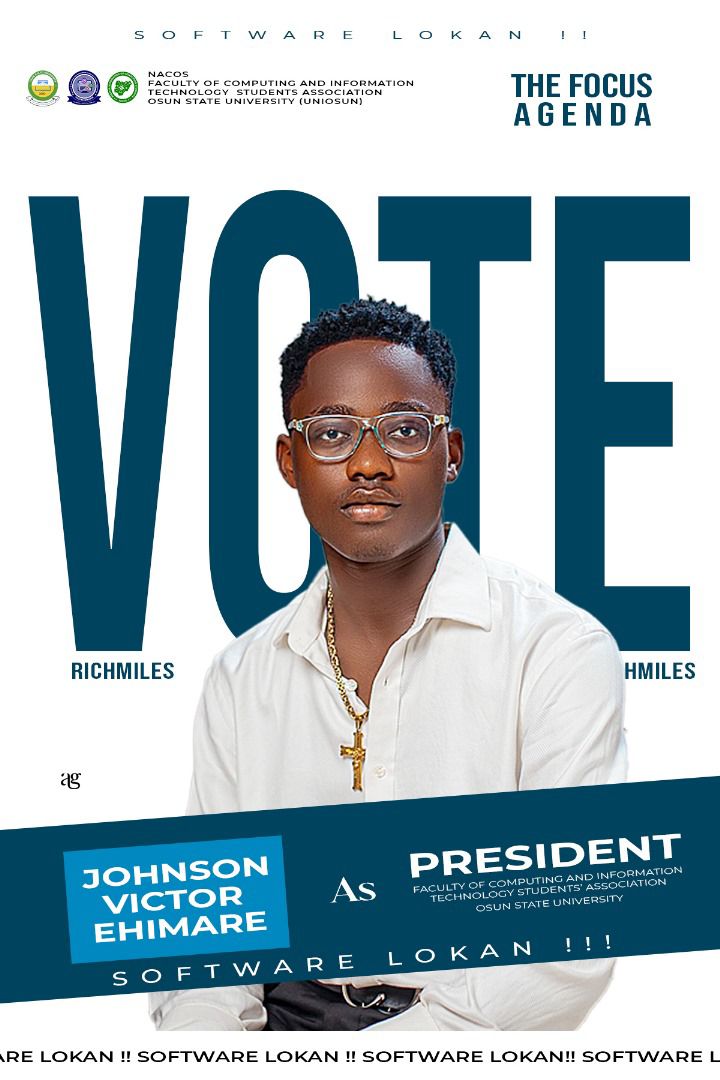 SOFTWARE LOKAN !!
NACOS
FACULTY OF COMPUTING AND INFORMATION
TECHNOLOGY STUDENTS ASSOCIATION
OSUN STATE UNIVERSITY (UNIOSUN)
THE FOCUS
AGENDA
VOTE
RICHMILES
HMILES
ag
JOHNSON
VICTOR
EHIMARE
As
PRESIDENT
FACULTY OF COMPUTING AND INFORMATION
TECHNOLOGY STUDENTS' ASSOCIATION
OSUN STATE UNIVERSITY
SOFTWARE LOKAN !!!
ARE LOKAN !! SOFTWARE LOKAN !! SOFTWARE LOKAN!! SOFTWARE L